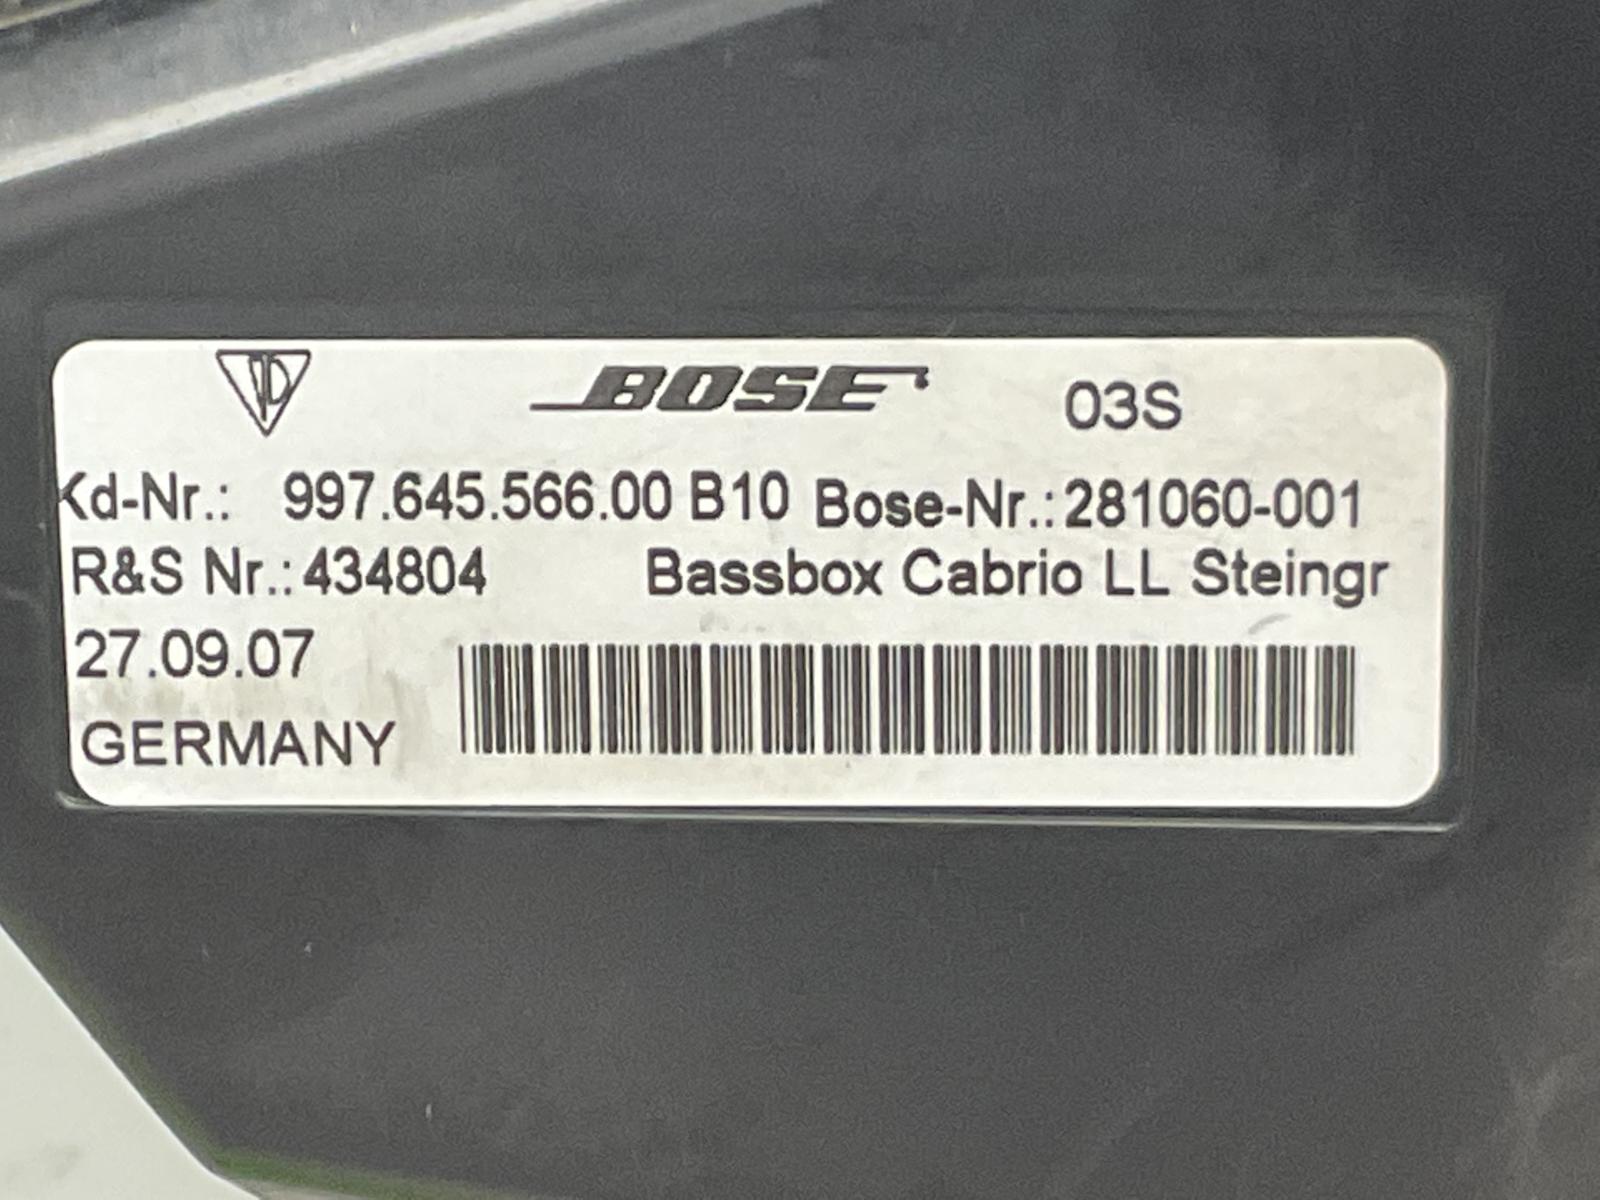 BOSE 03S
Kd-Nr.: 997.645.566.00 B10 Bose-Nr.:281060-001
R&S Nr.:434804 Bassbox Cabrio LL Steingr
27.09.07
GERMANY